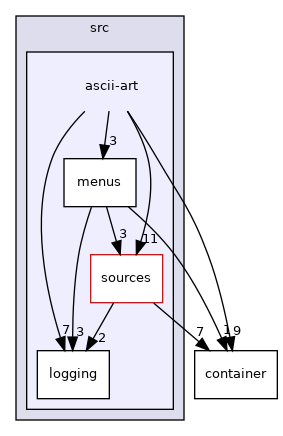 src
ascii-art
3
menus
3 11
sources
7 3 2 7 1 9
logging container